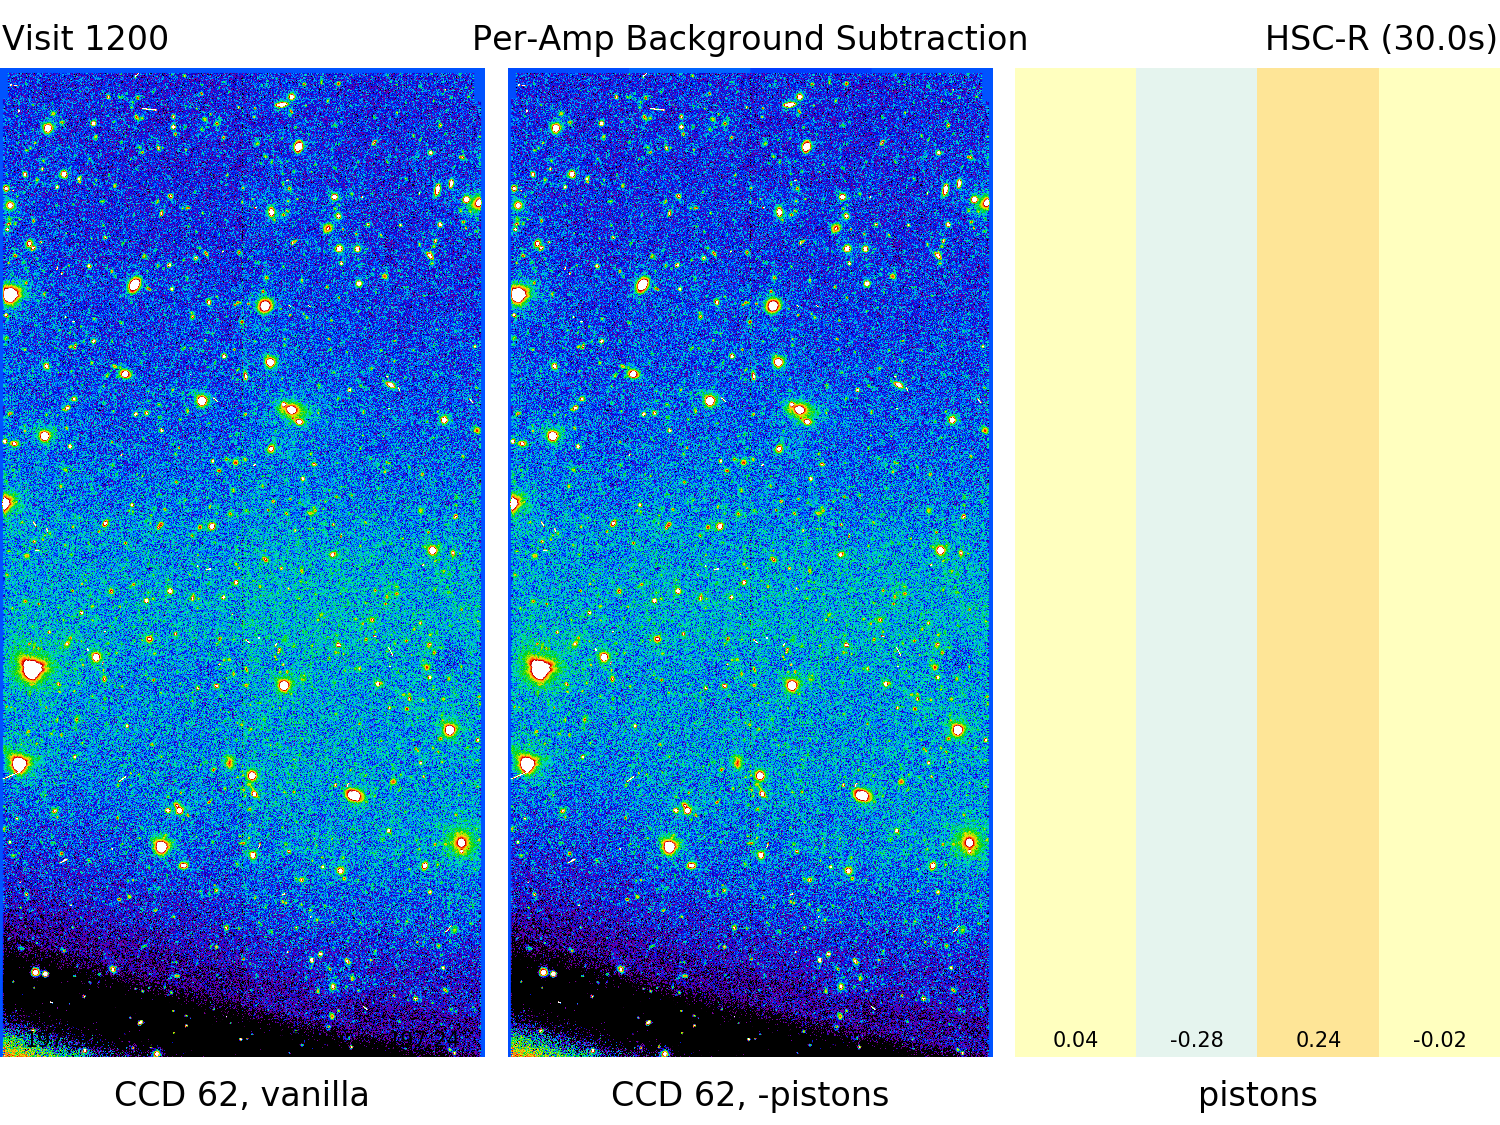 Visit 1200
Per-Amp Background Subtraction
HSC-R (30.0s)
0.04
-0.28
0.24
-0.02
CCD 62, vanilla
CCD 62, -pistons
pistons